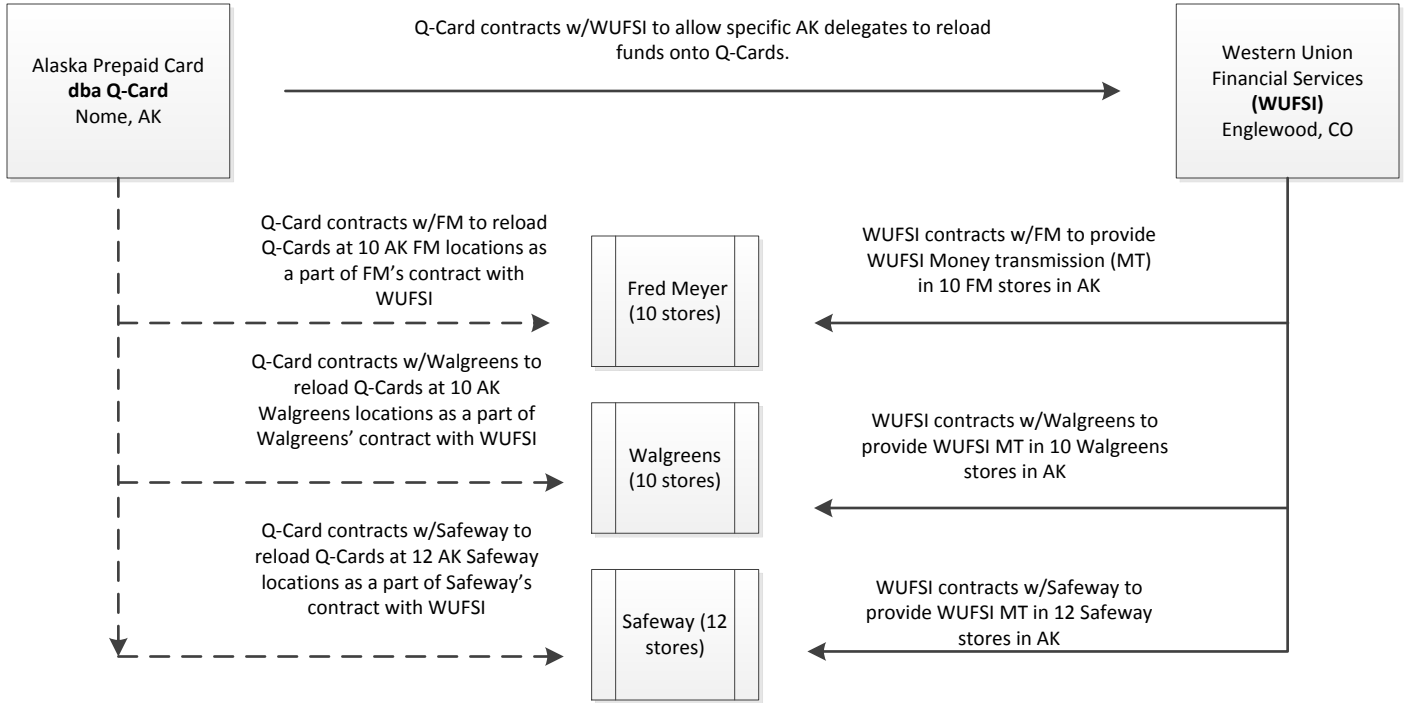 Q-Card contracts w/WUFSI to allow specific AK delegates to reload
funds onto Q-Cards.
Alaska Prepaid Card
dba Q-Card
Nome, AK
Western Union
Financial Services
(WUFSI)
Englewood, CO
Q-Card contracts w/FM to reload
Q-Cards at 10 AK FM locations as
a part of FM’s contract with
WUFSI
Fred Meyer
(10 stores)
WUFSI contracts w/FM to provide
WUFSI Money transmission (MT)
in 10 FM stores in AK
Q-Card contracts w/Walgreens to
reload Q-Cards at 10 AK
Walgreens locations as a part of
Walgreens’ contract with WUFSI
Walgreens
(10 stores)
WUFSI contracts w/Walgreens to
provide WUFSI MT in 10 Walgreens
stores in AK
Q-Card contracts w/Safeway to
reload Q-Cards at 12 AK Safeway
locations as a part of Safeway’s
contract with WUFSI
Safeway (12
stores)
WUFSI contracts w/Safeway to
provide WUFSI MT in 12 Safeway
stores in AK